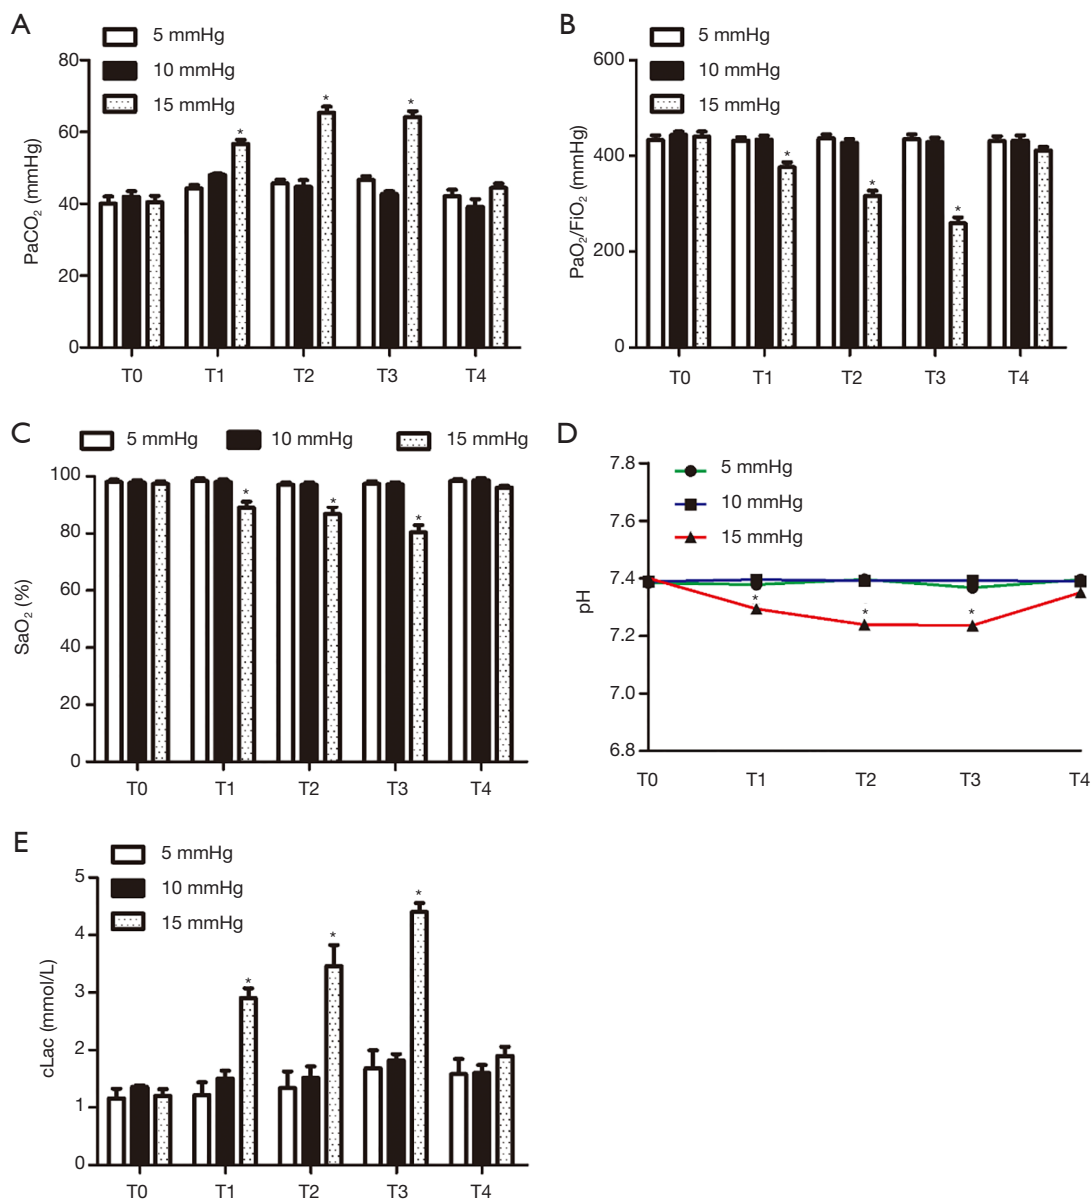 A
5 mmHg
10 mmHg
15 mmHg
80
60
40
20
0
PaCO2 (mmHg)
* * *
T0 T1 T2 T3 T4
B
5 mmHg
10 mmHg
15 mmHg
600
400
200
0
PaO2/FiO2 (mmHg)
* * *
T0 T1 T2 T3 T4
C
5 mmHg 10 mmHg 15 mmHg
100
80
60
40
20
0
SaO2 (%)
* * *
T0 T1 T2 T3 T4
D
5 mmHg
10 mmHg
15 mmHg
7.8
7.6
7.4
7.2
7.0
6.8
pH
* * *
T0 T1 T2 T3 T4
E
5 mmHg
10 mmHg
15 mmHg
5
4
3
2
1
0
cLac (mmol/L)
* * *
T0 T1 T2 T3 T4